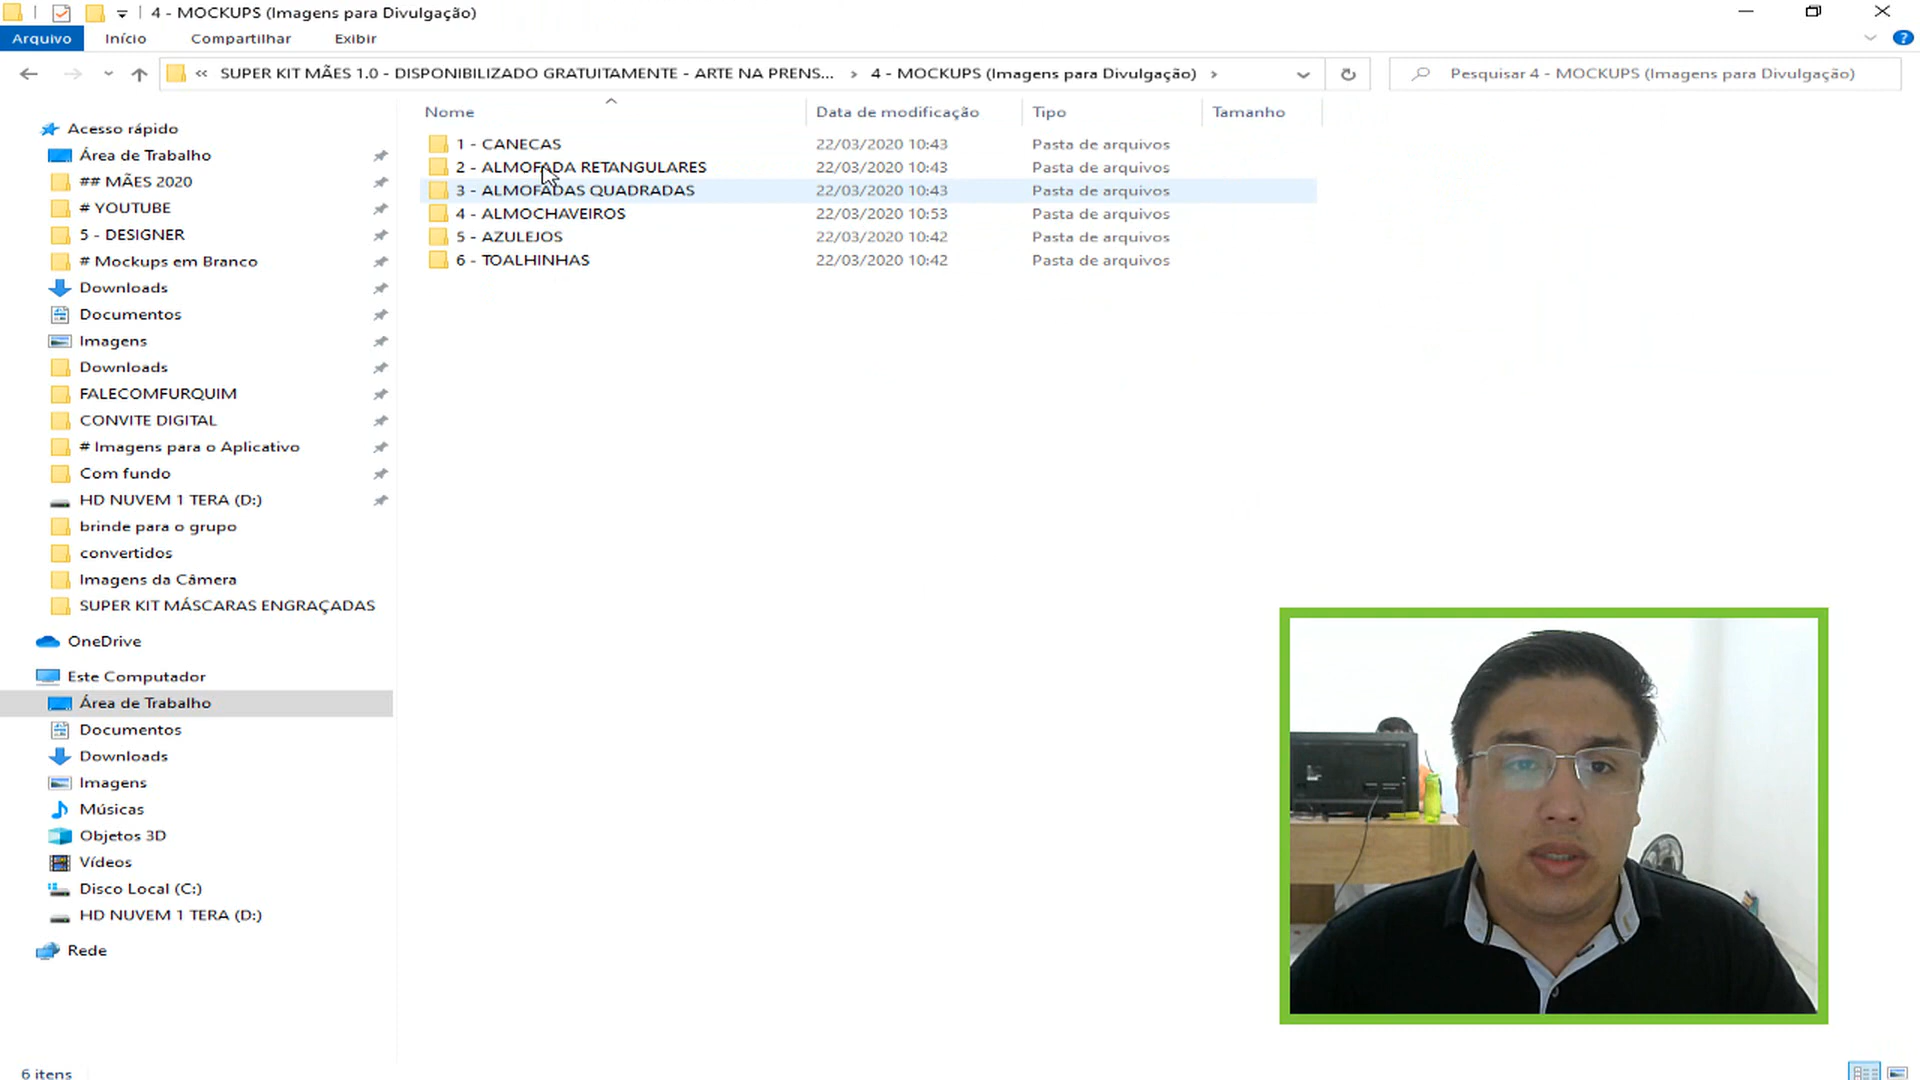 4 - MOCKUPS (Imagens para Divulgação)
Arquivo Início Compartilhar Exibir
« SUPER KIT MÃES 1.0 - DISPONIBILIZADO GRATUITAMENTE - ARTE NA PRENS... › 4 - MOCKUPS (Imagens para Divulgação) ›
Pesquisar 4 - MOCKUPS (Imagens para Divulgação)
Nome Data de modificação Tipo Tamanho
1 - CANECAS 22/03/2020 10:43 Pasta de arquivos
2 - ALMOFADA RETANGULARES 22/03/2020 10:43 Pasta de arquivos
3 - ALMOFADAS QUADRADAS 22/03/2020 10:43 Pasta de arquivos
4 - ALMOCHAVEIROS 22/03/2020 10:53 Pasta de arquivos
5 - AZULEJOS 22/03/2020 10:42 Pasta de arquivos
6 - TOALHINHAS 22/03/2020 10:42 Pasta de arquivos
Acesso rápido
Área de Trabalho
## MÃES 2020
# YOUTUBE
5 - DESIGNER
# Mockups em Branco
Downloads
Documentos
Imagens
Downloads
FALECOMFURQUIM
CONVITE DIGITAL
# Imagens para o Aplicativo
Com fundo
HD NUVEM 1 TERA (D:)
brinde para o grupo
convertidos
Imagens da Câmera
SUPER KIT MÁSCARAS ENGRAÇADAS
OneDrive
Este Computador
Área de Trabalho
Documentos
Downloads
Imagens
Músicas
Objetos 3D
Vídeos
Disco Local (C:)
HD NUVEM 1 TERA (D:)
Rede
6 itens